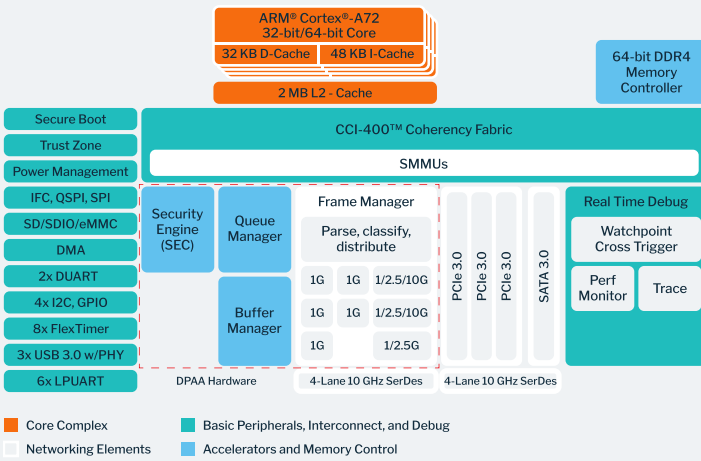 ARM® Cortex®-A72
32-bit/64-bit Core
32 KB D-Cache
48 KB I-Cache
2 MB L2 - Cache
64-bit DDR4
Memory
Controller
Secure Boot
Trust Zone
Power Management
IFC, QSPI, SPI
SD/SDIO/eMMC
DMA
2x DUART
4x I2C, GPIO
8x FlexTimer
3x USB 3.0 w/PHY
6x LPUART
CCI-400™ Coherency Fabric
SMMUs
Security
Engine
(SEC)
Queue
Manager
Buffer
Manager
DPAA Hardware
Frame Manager
Parse, classify,
distribute
1G
1G
1/2.5/10G
1G
1G
1/2.5/10G
1G
1/2.5G
4-Lane 10 GHz SerDes
PCIe 3.0
PCIe 3.0
PCIe 3.0
SATA 3.0
4-Lane 10 GHz SerDes
Real Time Debug
Watchpoint
Cross Trigger
Perf
Monitor
Trace
Core Complex
Basic Peripherals, Interconnect, and Debug
Networking Elements
Accelerators and Memory Control